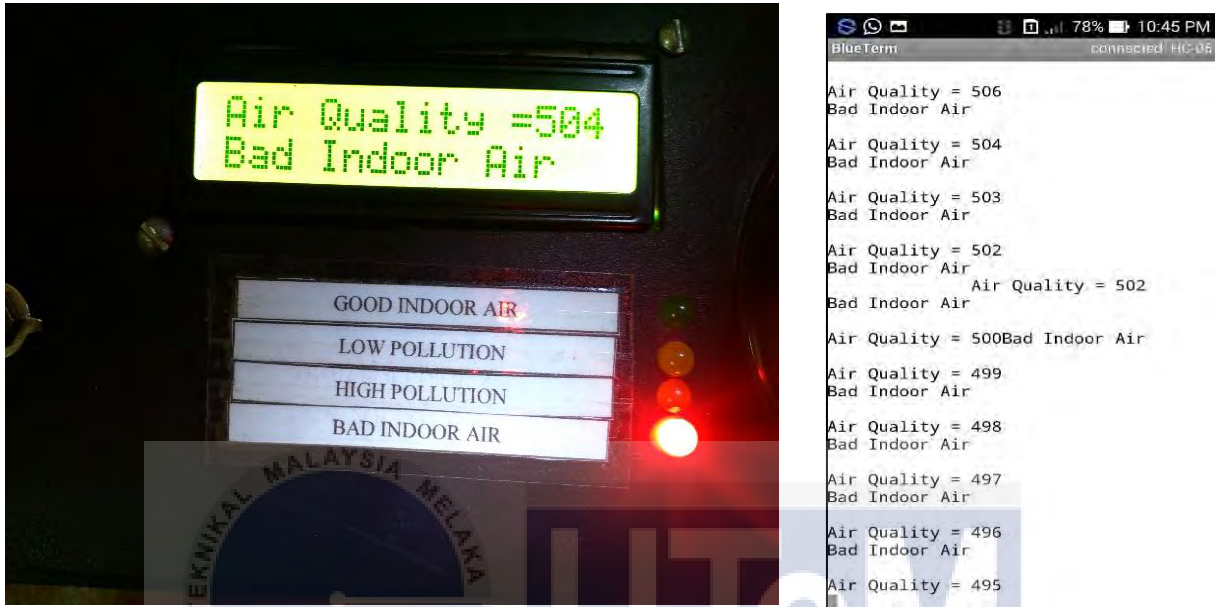 Air Quality =504
Bad Indoor Air
GOOD INDOOR AIR
LOW POLLUTION
HIGH POLLUTION
BAD INDOOR AIR
MALAYSIA
TEKNIKAL
MELAKA
UTeM
78% 10:45 PM
BlueTerm connected: HC-06
Air Quality = 506
Bad Indoor Air
Air Quality = 504
Bad Indoor Air
Air Quality = 503
Bad Indoor Air
Air Quality = 502
Bad Indoor Air
Air Quality = 502
Bad Indoor Air
Air Quality = 500Bad Indoor Air
Air Quality = 499
Bad Indoor Air
Air Quality = 498
Bad Indoor Air
Air Quality = 497
Bad Indoor Air
Air Quality = 496
Bad Indoor Air
Air Quality = 495